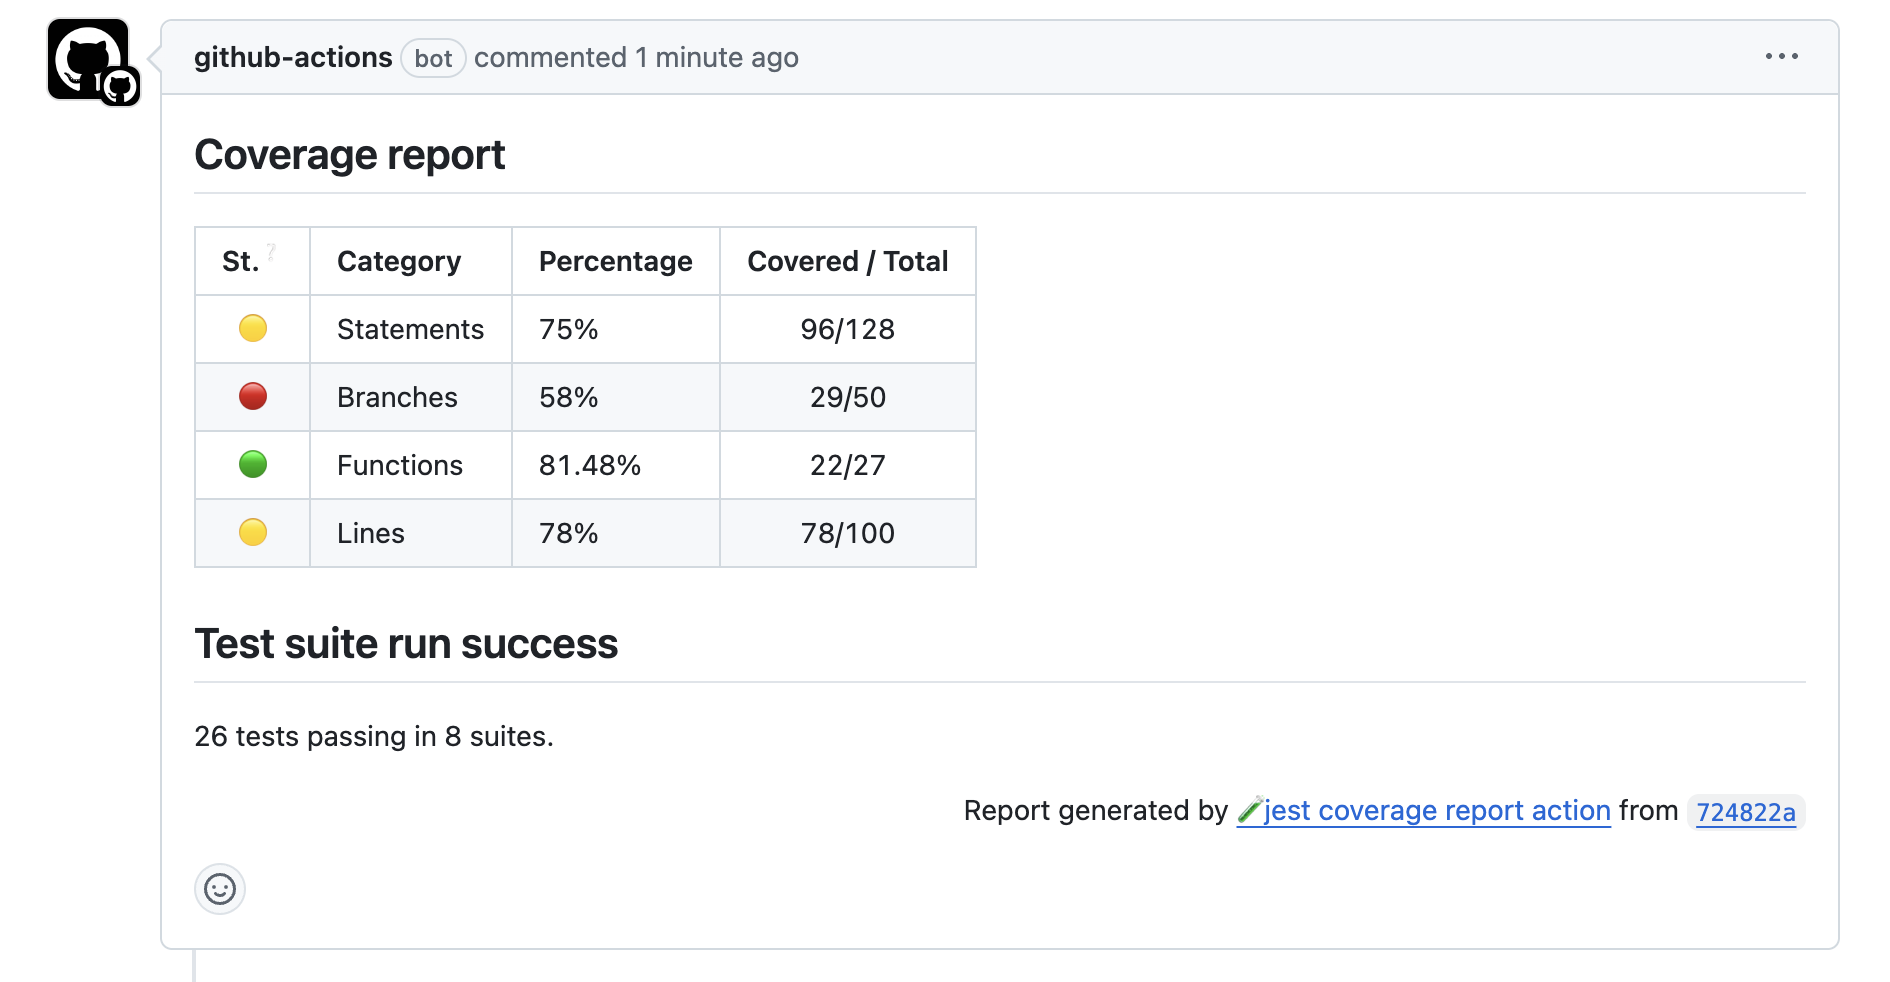 github-actions bot commented 1 minute ago
Coverage report
St.❔ Category Percentage Covered / Total
🟡 Statements 75% 96/128
🔴 Branches 58% 29/50
🟢 Functions 81.48% 22/27
🟡 Lines 78% 78/100
Test suite run success
26 tests passing in 8 suites.
Report generated by 🧪jest coverage report action from 724822a